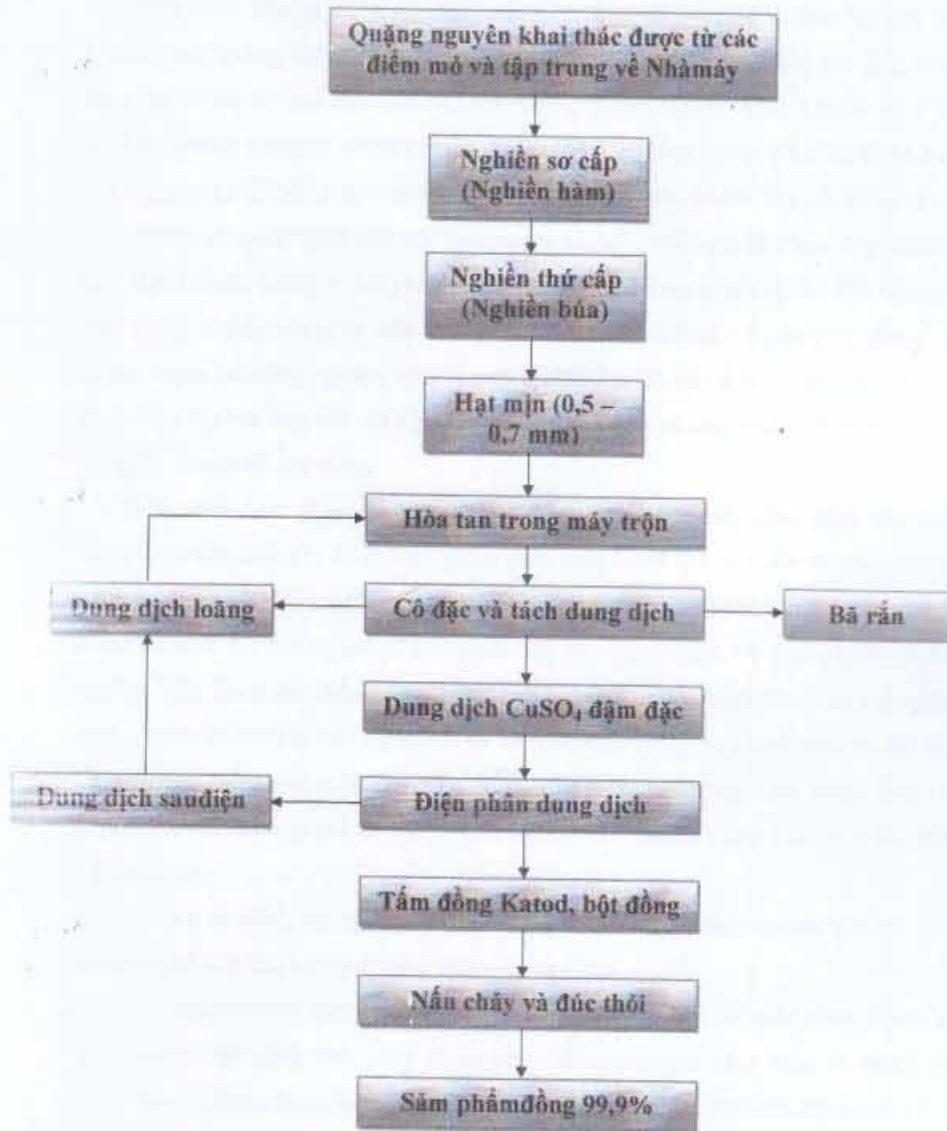 Quặng nguyên khai thác được từ các
điểm mỏ và tập trung về Nhàmáy
Nghiền sơ cấp
(Nghiền hàm)
Nghiền thứ cấp
(Nghiền búa)
Hạt mịn (0,5 –
0,7 mm)
Hòa tan trong máy trộn
Dung dịch loãng
Cô đặc và tách dung dịch
Bã rắn
Dung dịch CuSO₄ đậm đặc
Dung dịch sauđiện
Điện phân dung dịch
Tấm đồng Katod, bột đồng
Nấu chảy và đúc thỏi
Sảm phẩmđồng 99,9%